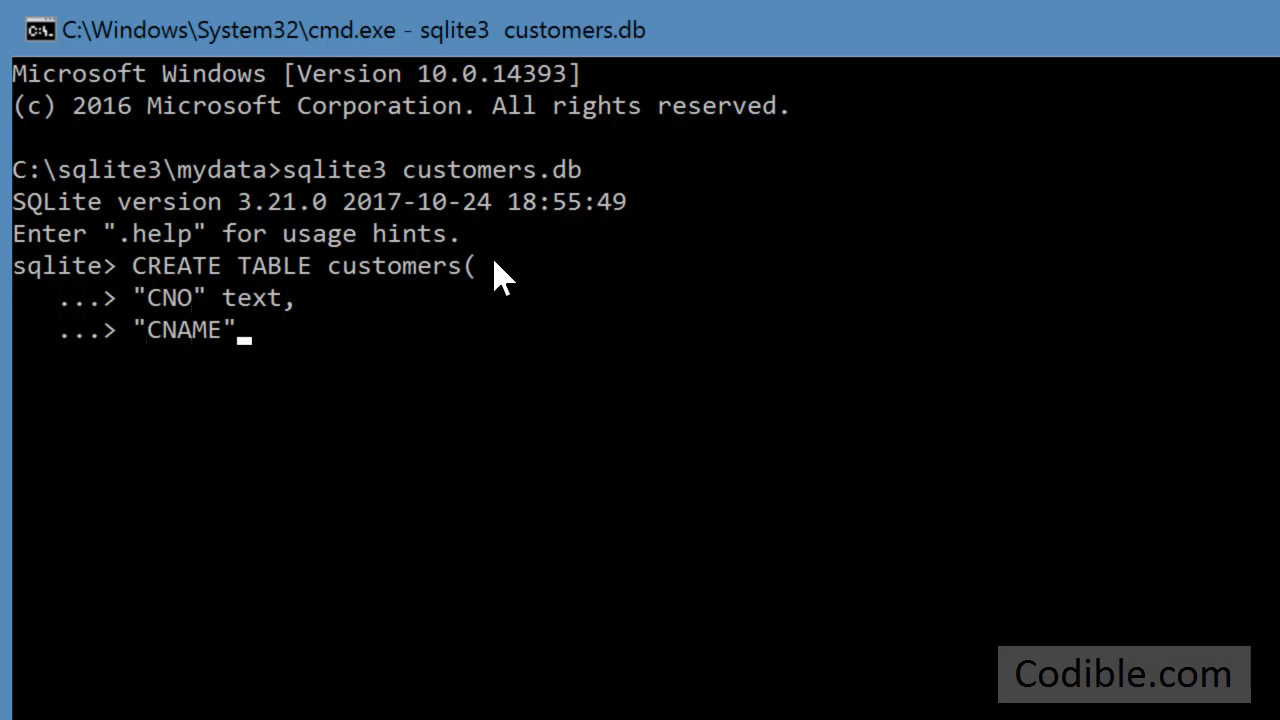 C:\Windows\System32\cmd.exe - sqlite3  customers.db
Microsoft Windows [Version 10.0.14393]
(c) 2016 Microsoft Corporation. All rights reserved.
C:\sqlite3\mydata>sqlite3 customers.db
SQLite version 3.21.0 2017-10-24 18:55:49
Enter ".help" for usage hints.
sqlite> CREATE TABLE customers(
   ...> "CNO" text,
   ...> "CNAME"
Codible.com